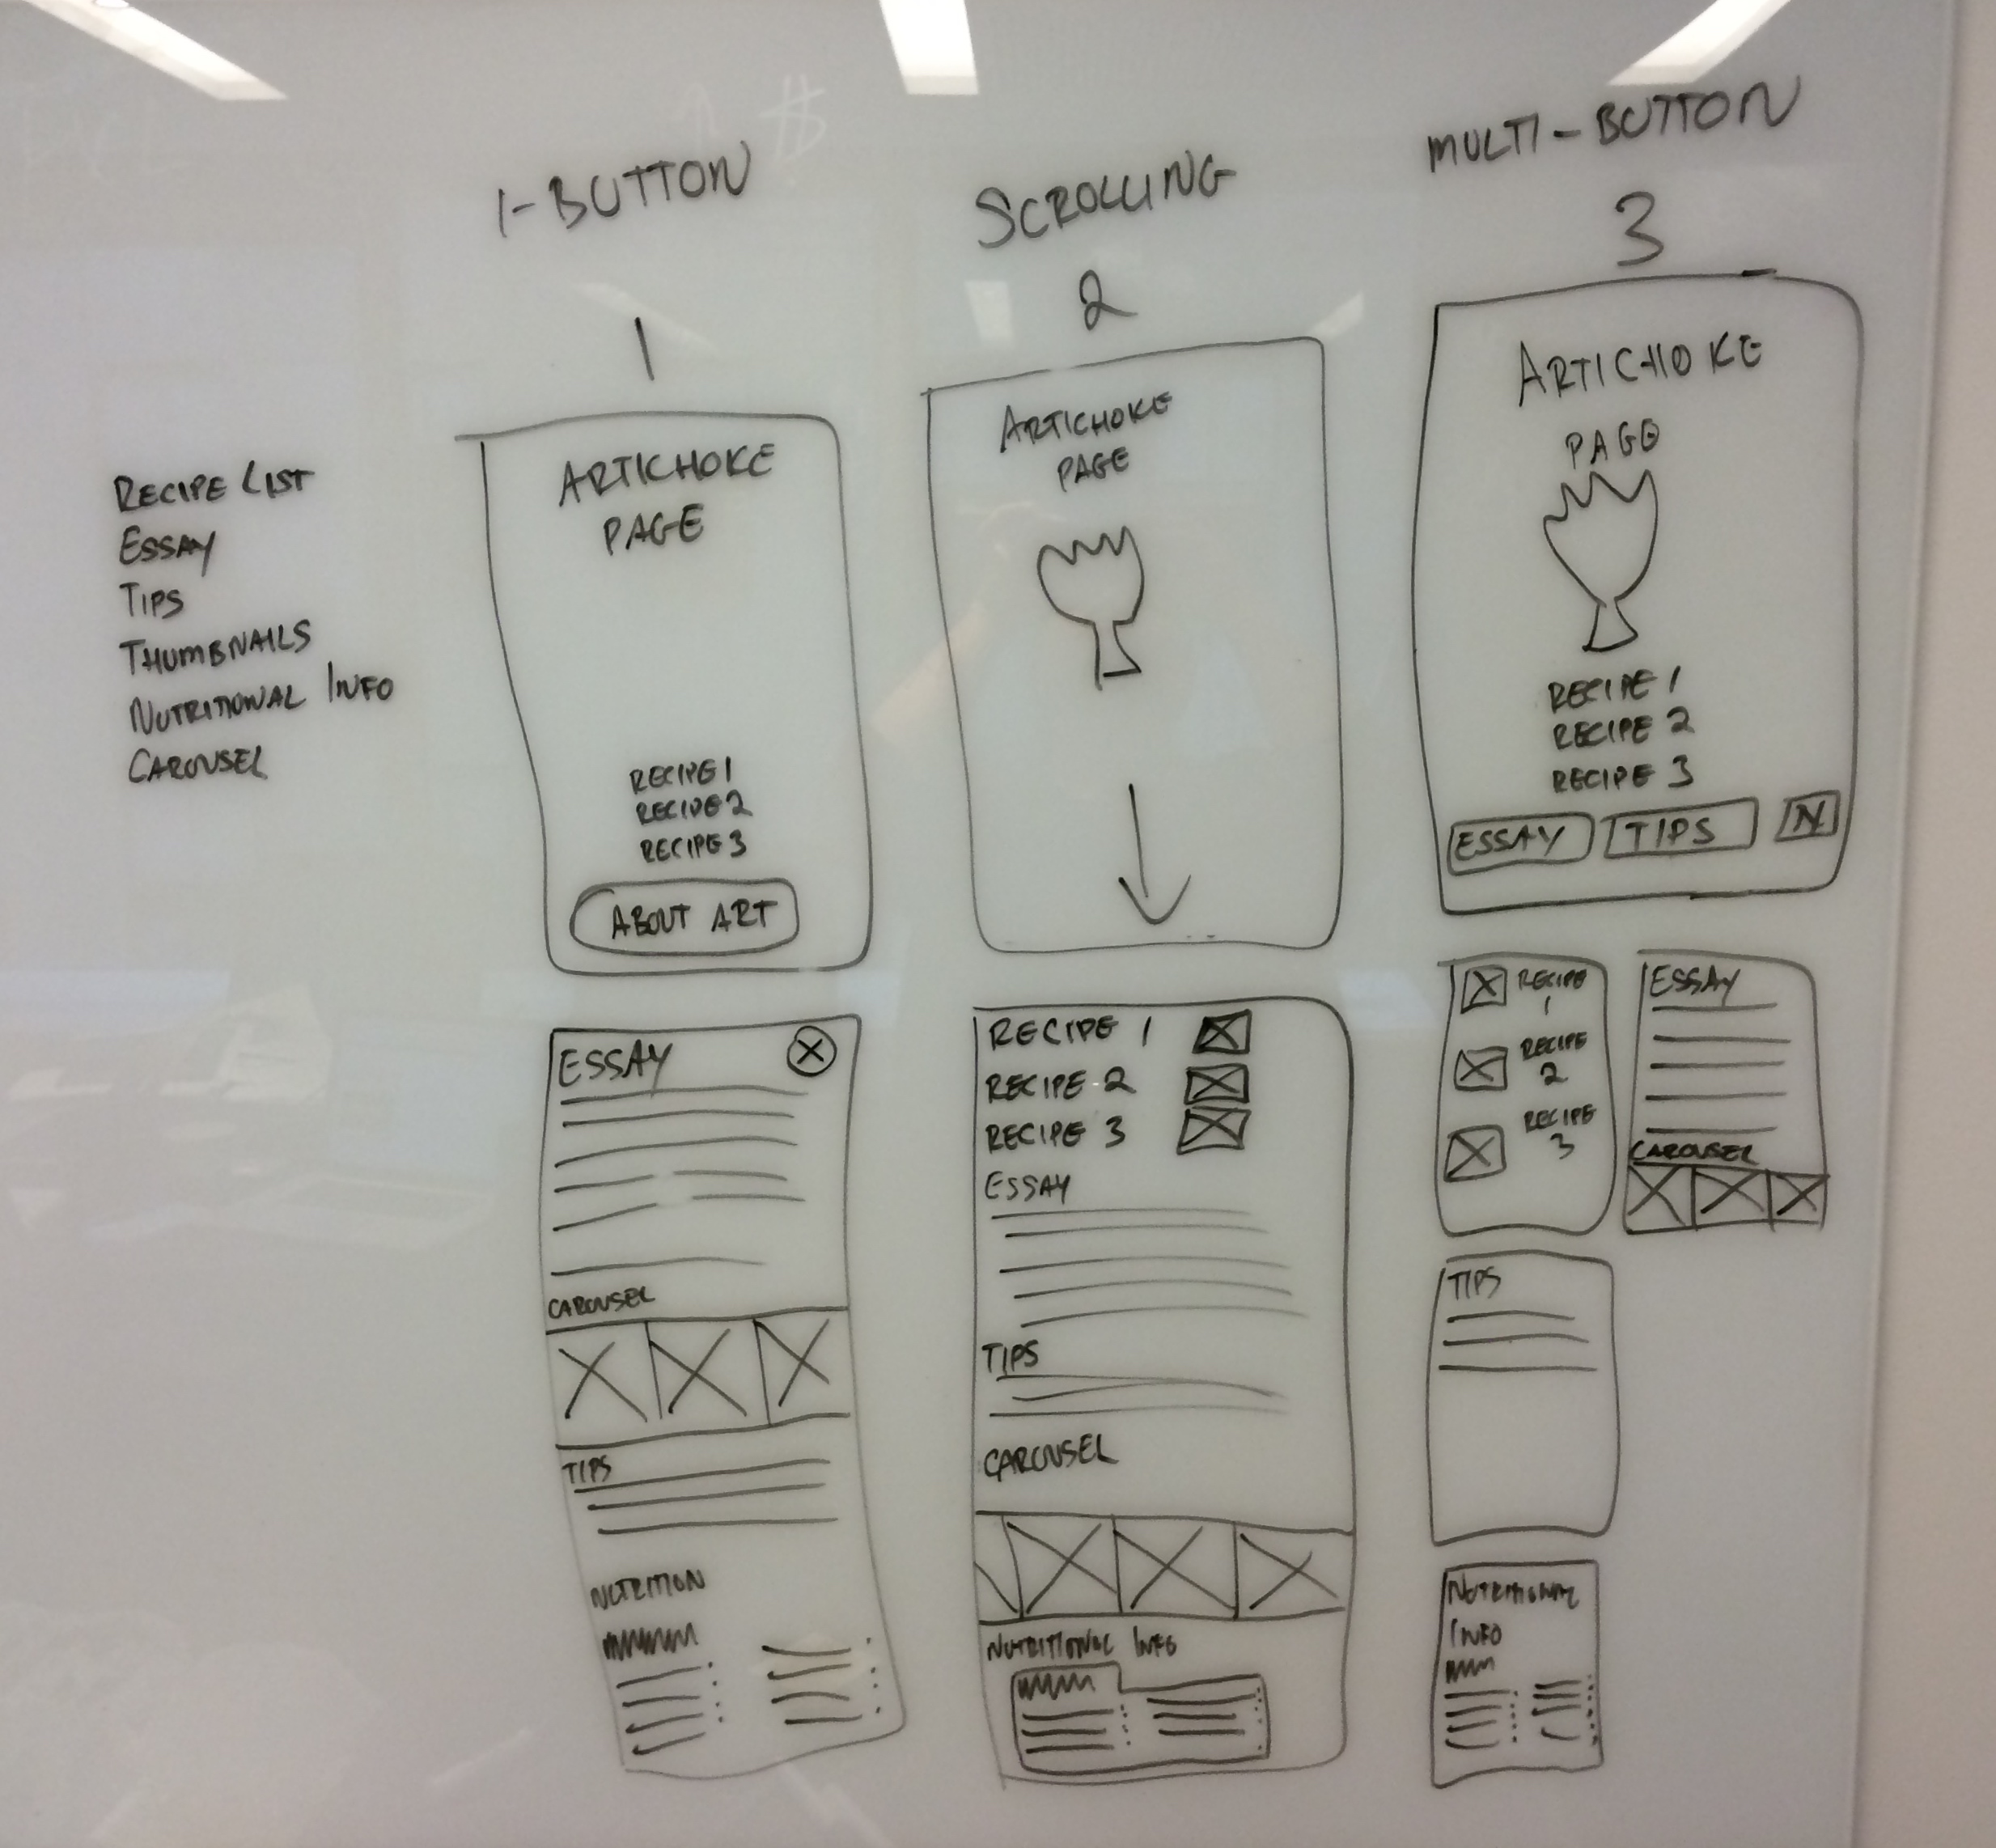 1-BUTTON
1
SCROLLING
2
MULTI-BUTTON
3
RECIPE LIST
ESSAY
TIPS
THUMBNAILS
NUTRITIONAL INFO
CAROUSEL
ARTICHOKE
PAGE
RECIPE 1
RECIPE 2
RECIPE 3
ABOUT ART
ESSAY
X
CAROUSEL
TIPS
NUTRITION
ARTICHOKE
PAGE
RECIPE 1
RECIPE 2
RECIPE 3
ESSAY
TIPS
CAROUSEL
NUTRITIONAL INFO
ARTICHOKE
PAGE
RECIPE 1
RECIPE 2
RECIPE 3
ESSAY TIPS N
RECIPE
1
RECIPE
2
RECIPE
3
ESSAY
CAROUSEL
TIPS
NUTRITIONAL
INFO